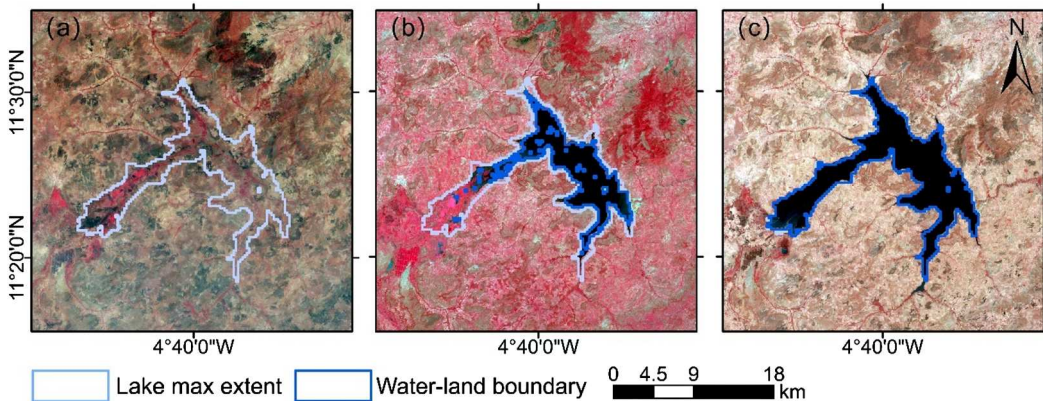 (a)
(b)
(c)
N
11°30'0"N
11°20'0"N
4°40'0"W
4°40'0"W
4°40'0"W
Lake max extent
Water-land boundary
0 4.5 9 18
km